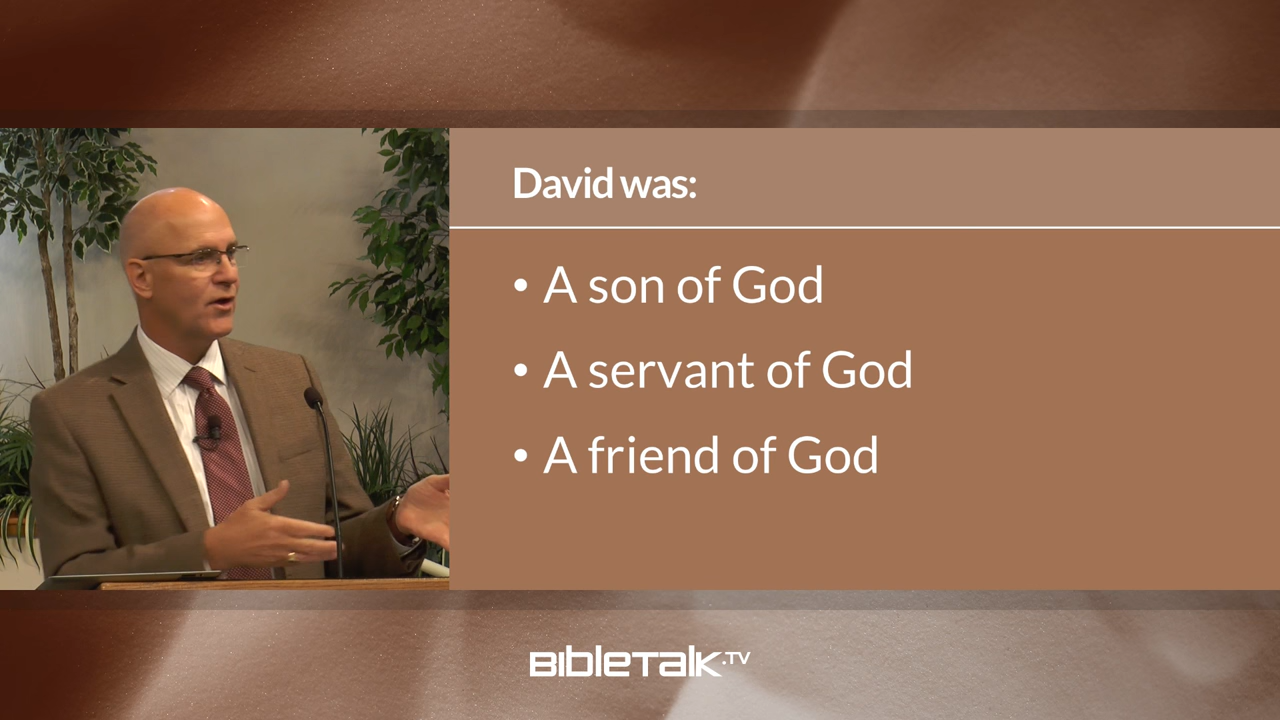 David was:
• A son of God
• A servant of God
• A friend of God
BibleTalk.TV